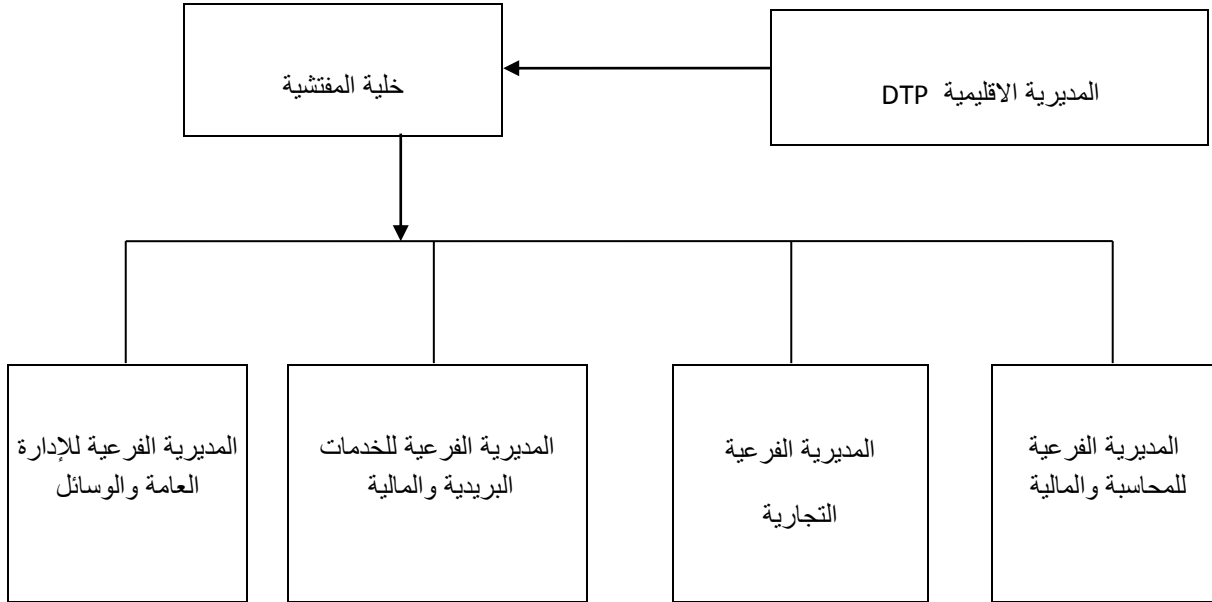 المديرية الاقليمية DTP
خلية المفتشية
المديرية الفرعية
للمحاسبة والمالية
المديرية الفرعية
التجارية
المديرية الفرعية للخدمات
البريدية والمالية
المديرية الفرعية للإدارة
العامة والوسائل